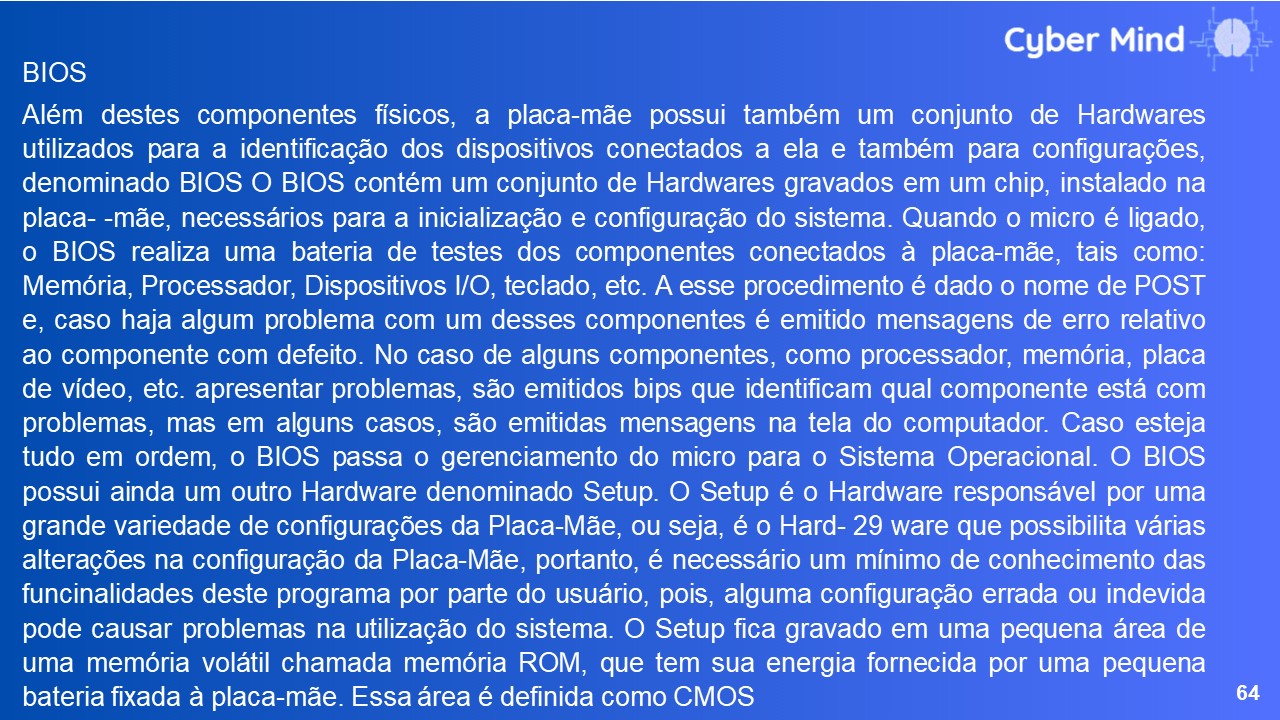 Cyber Mind
BIOS
Além destes componentes físicos, a placa-mãe possui também um conjunto de Hardwares
utilizados para a identificação dos dispositivos conectados a ela e também para configurações,
denominado BIOS O BIOS contém um conjunto de Hardwares gravados em um chip, instalado na
placa- -mãe, necessários para a inicialização e configuração do sistema. Quando o micro é ligado,
o BIOS realiza uma bateria de testes dos componentes conectados à placa-mãe, tais como:
Memória, Processador, Dispositivos I/O, teclado, etc. A esse procedimento é dado o nome de POST
e, caso haja algum problema com um desses componentes é emitido mensagens de erro relativo
ao componente com defeito. No caso de alguns componentes, como processador, memória, placa
de vídeo, etc. apresentar problemas, são emitidos bips que identificam qual componente está com
problemas, mas em alguns casos, são emitidas mensagens na tela do computador. Caso esteja
tudo em ordem, o BIOS passa o gerenciamento do micro para o Sistema Operacional. O BIOS
possui ainda um outro Hardware denominado Setup. O Setup é o Hardware responsável por uma
grande variedade de configurações da Placa-Mãe, ou seja, é o Hard- 29 ware que possibilita várias
alterações na configuração da Placa-Mãe, portanto, é necessário um mínimo de conhecimento das
funcinalidades deste programa por parte do usuário, pois, alguma configuração errada ou indevida
pode causar problemas na utilização do sistema. O Setup fica gravado em uma pequena área de
uma memória volátil chamada memória ROM, que tem sua energia fornecida por uma pequena
bateria fixada à placa-mãe. Essa área é definida como CMOS
64